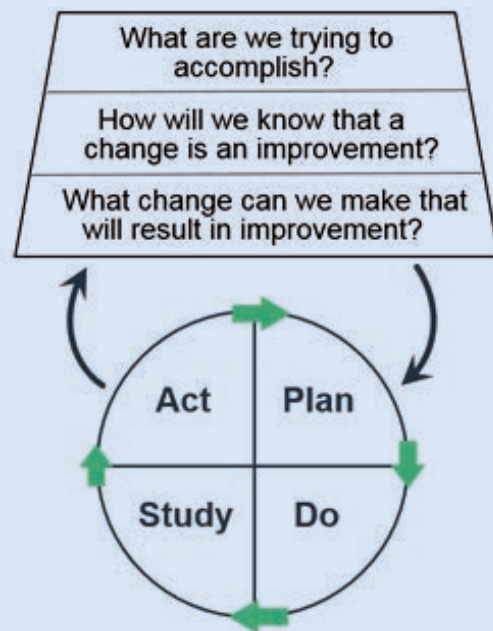 What are we trying to
accomplish?
How will we know that a
change is an improvement?
What change can we make that
will result in improvement?
Act
Plan
Study
Do